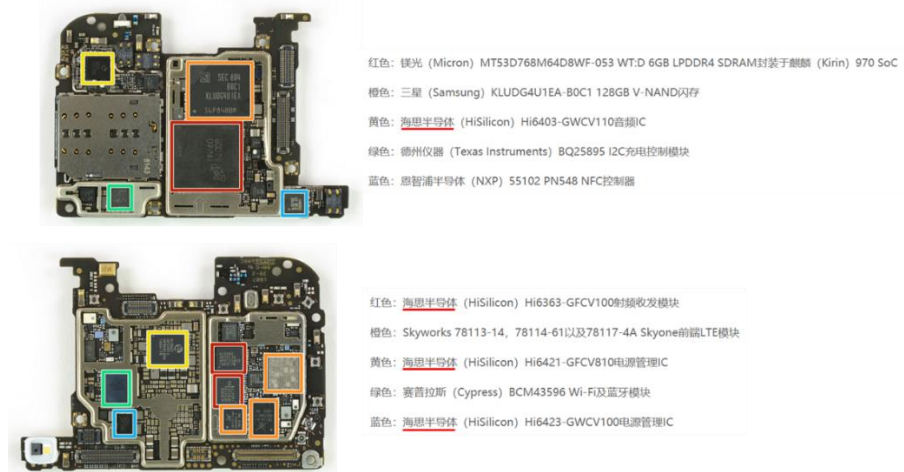 SEC 804
B0C1
KLUDG4U1EA
红色：镁光（Micron）MT53D768M64D8WF-053 WT:D 6GB LPDDR4 SDRAM封装于麒麟（Kirin）970 SoC
橙色：三星（Samsung）KLUDG4U1EA-B0C1 128GB V-NAND闪存
黄色：海思半导体（HiSilicon）Hi6403-GWCV110音频IC
绿色：德州仪器（Texas Instruments）BQ25895 I2C充电控制模块
蓝色：恩智浦半导体（NXP）55102 PN548 NFC控制器
红色：海思半导体（HiSilicon）Hi6363-GFCV100射频收发模块
橙色：Skyworks 78113-14，78114-61以及78117-4A Skyone前端LTE模块
黄色：海思半导体（HiSilicon）Hi6421-GFCV810电源管理IC
绿色：赛普拉斯（Cypress）BCM43596 Wi-Fi及蓝牙模块
蓝色：海思半导体（HiSilicon）Hi6423-GWCV100电源管理IC